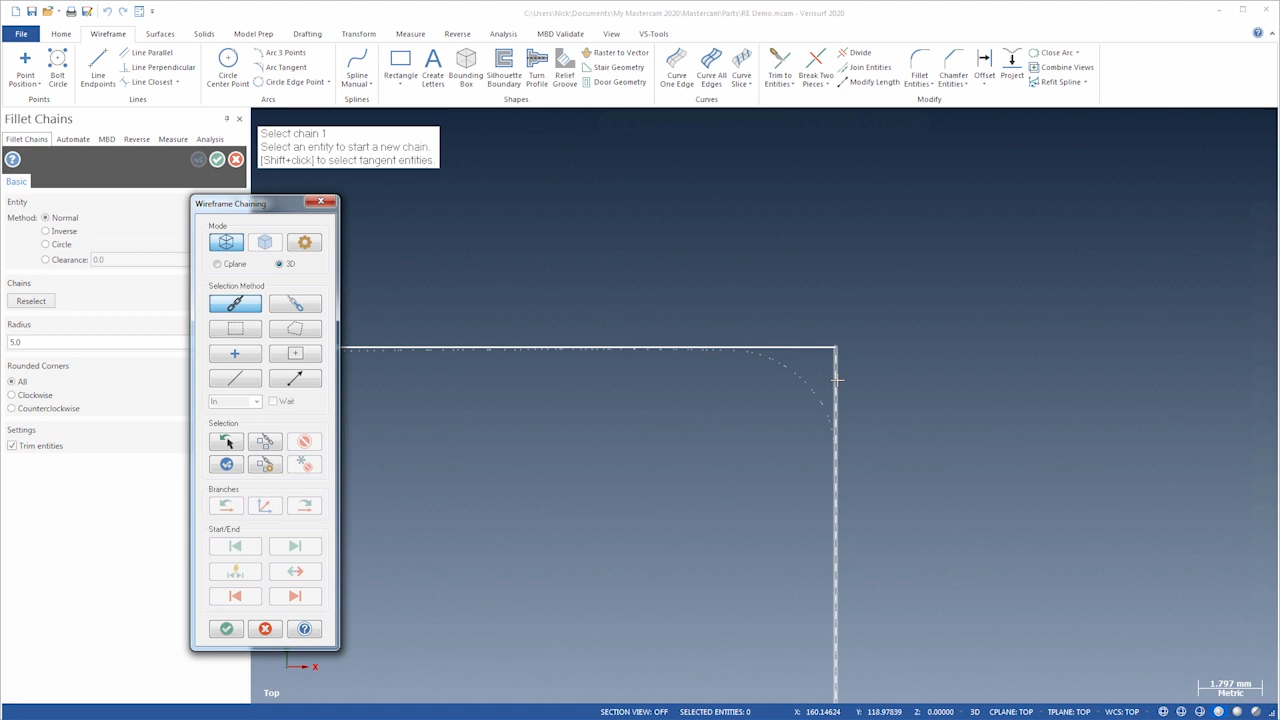 C:\Users\Nick\Documents\My Mastercam 2020\Mastercam\Parts\RE Demo.mcam - Verisurf 2020
File Home Wireframe Surfaces Solids Model Prep Drafting Transform Measure Reverse Analysis MBD Validate View VS-Tools
Point Position
Bolt Circle
Points
Line Endpoints
Line Parallel
Line Perpendicular
Line Closest
Lines
Circle Center Point
Arc 3 Points
Arc Tangent
Circle Edge Point
Arcs
Spline Manual
Splines
Rectangle
Create Letters
Bounding Box
Silhouette Boundary
Turn Profile
Relief Groove
Raster to Vector
Stair Geometry
Door Geometry
Shapes
Curve One Edge
Curve All Edges
Curve Slice
Curves
Trim to Entities
Break Two Pieces
Divide
Join Entities
Modify Length
Fillet Entities
Chamfer Entities
Offset
Project
Close Arc
Combine Views
Refit Spline
Modify
Fillet Chains
Fillet Chains Automate MBD Reverse Measure Analysis
Basic
Entity
Method: Normal
Inverse
Circle
Clearance: 0.0
Chains
Reselect
Radius
5.0
Rounded Corners
All
Clockwise
Counterclockwise
Settings
Trim entities
Wireframe Chaining
Mode
Cplane 3D
Selection Method
In Wait
Selection
Branches
Start/End
Select chain 1
Select an entity to start a new chain.
[Shift+click] to select tangent entities.
X
Top
1.797 mm
Metric
SECTION VIEW: OFF SELECTED ENTITIES: 0 X: 160.14624 Y: 118.97839 Z: 0.00000 3D CPLANE: TOP TPLANE: TOP WCS: TOP